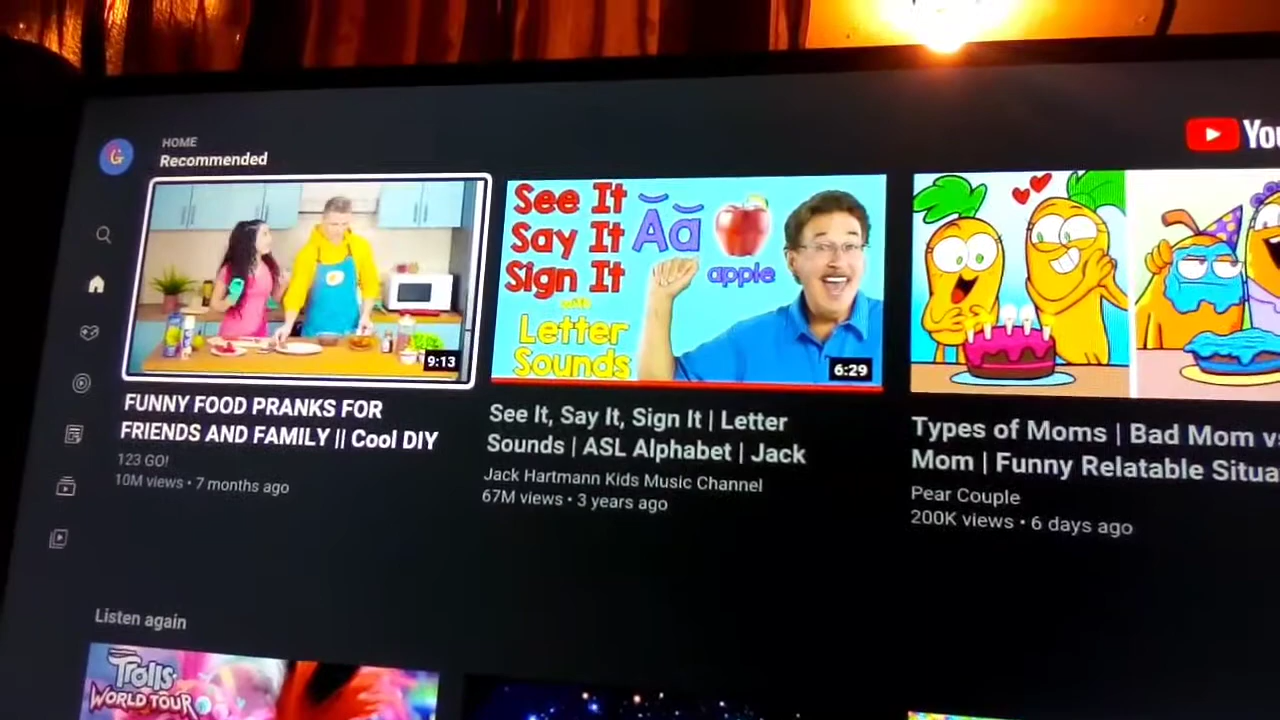 HOME
Recommended
You
9:13
See It
Say It
Sign It
with
Letter
Sounds
Aa
apple
6:29
FUNNY FOOD PRANKS FOR
FRIENDS AND FAMILY || Cool DIY
123 GO!
10M views • 7 months ago
See It, Say It, Sign It | Letter
Sounds | ASL Alphabet | Jack
Jack Hartmann Kids Music Channel
67M views • 3 years ago
Types of Moms | Bad Mom v
Mom | Funny Relatable Situa
Pear Couple
200K views • 6 days ago
Listen again
Trolls
WORLD TOUR